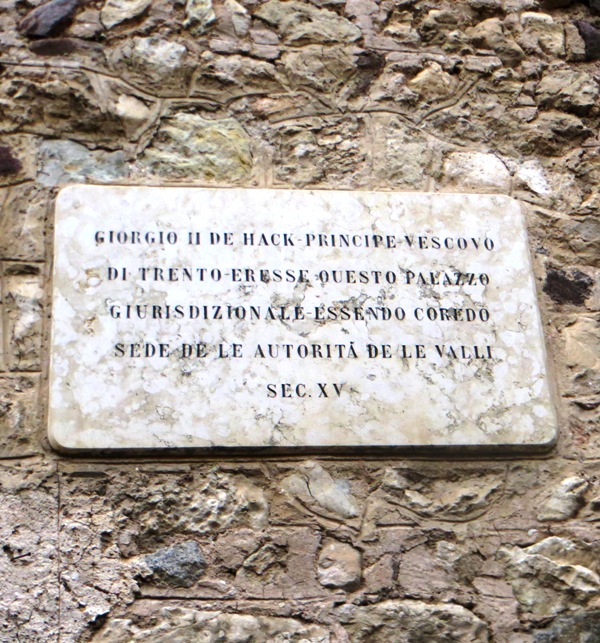 GIORGIO II DE HACK-PRINCIPE-VESCOVO
DI TRENTO-ERESSE-QUESTO PALAZZO
GIURISDIZIONALE-ESSENDO COREDO
SEDE DE LE AUTORITÁ DE LE VALLI
SEC. XV